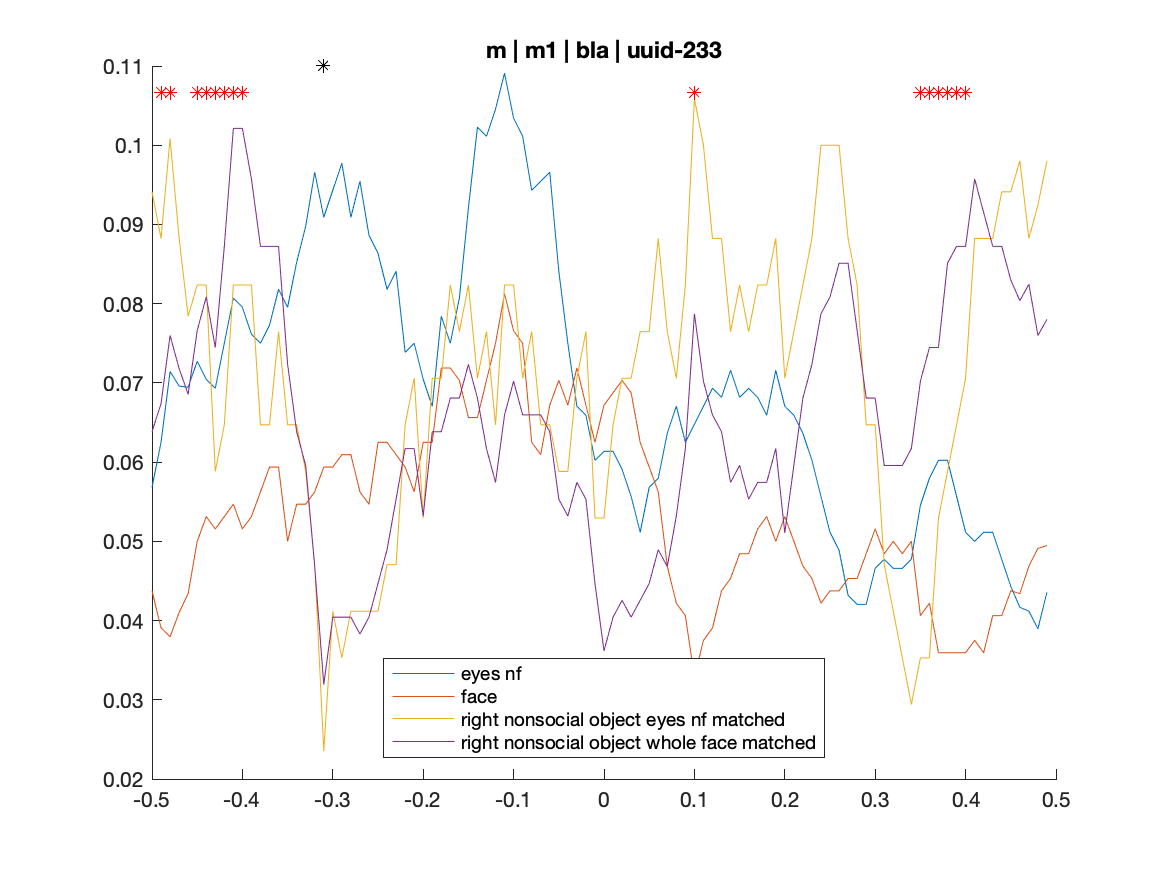 m | m1 | bla | uuid-233
0.11
0.1
0.09
0.08
0.07
0.06
0.05
0.04
0.03
0.02
eyes nf
face
right nonsocial object eyes nf matched
right nonsocial object whole face matched
-0.5 -0.4 -0.3 -0.2 -0.1 0 0.1 0.2 0.3 0.4 0.5